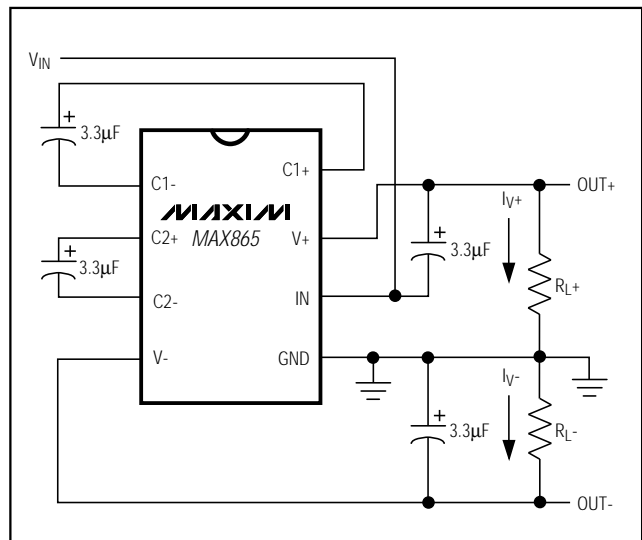 VIN
+
3.3µF
C1-
C1+
MAXIM
MAX865
+
3.3µF
C2+
C2-
V-
V+
IN
GND
+
3.3µF
IV+
OUT+
RL+
+
3.3µF
IV-
RL-
OUT-